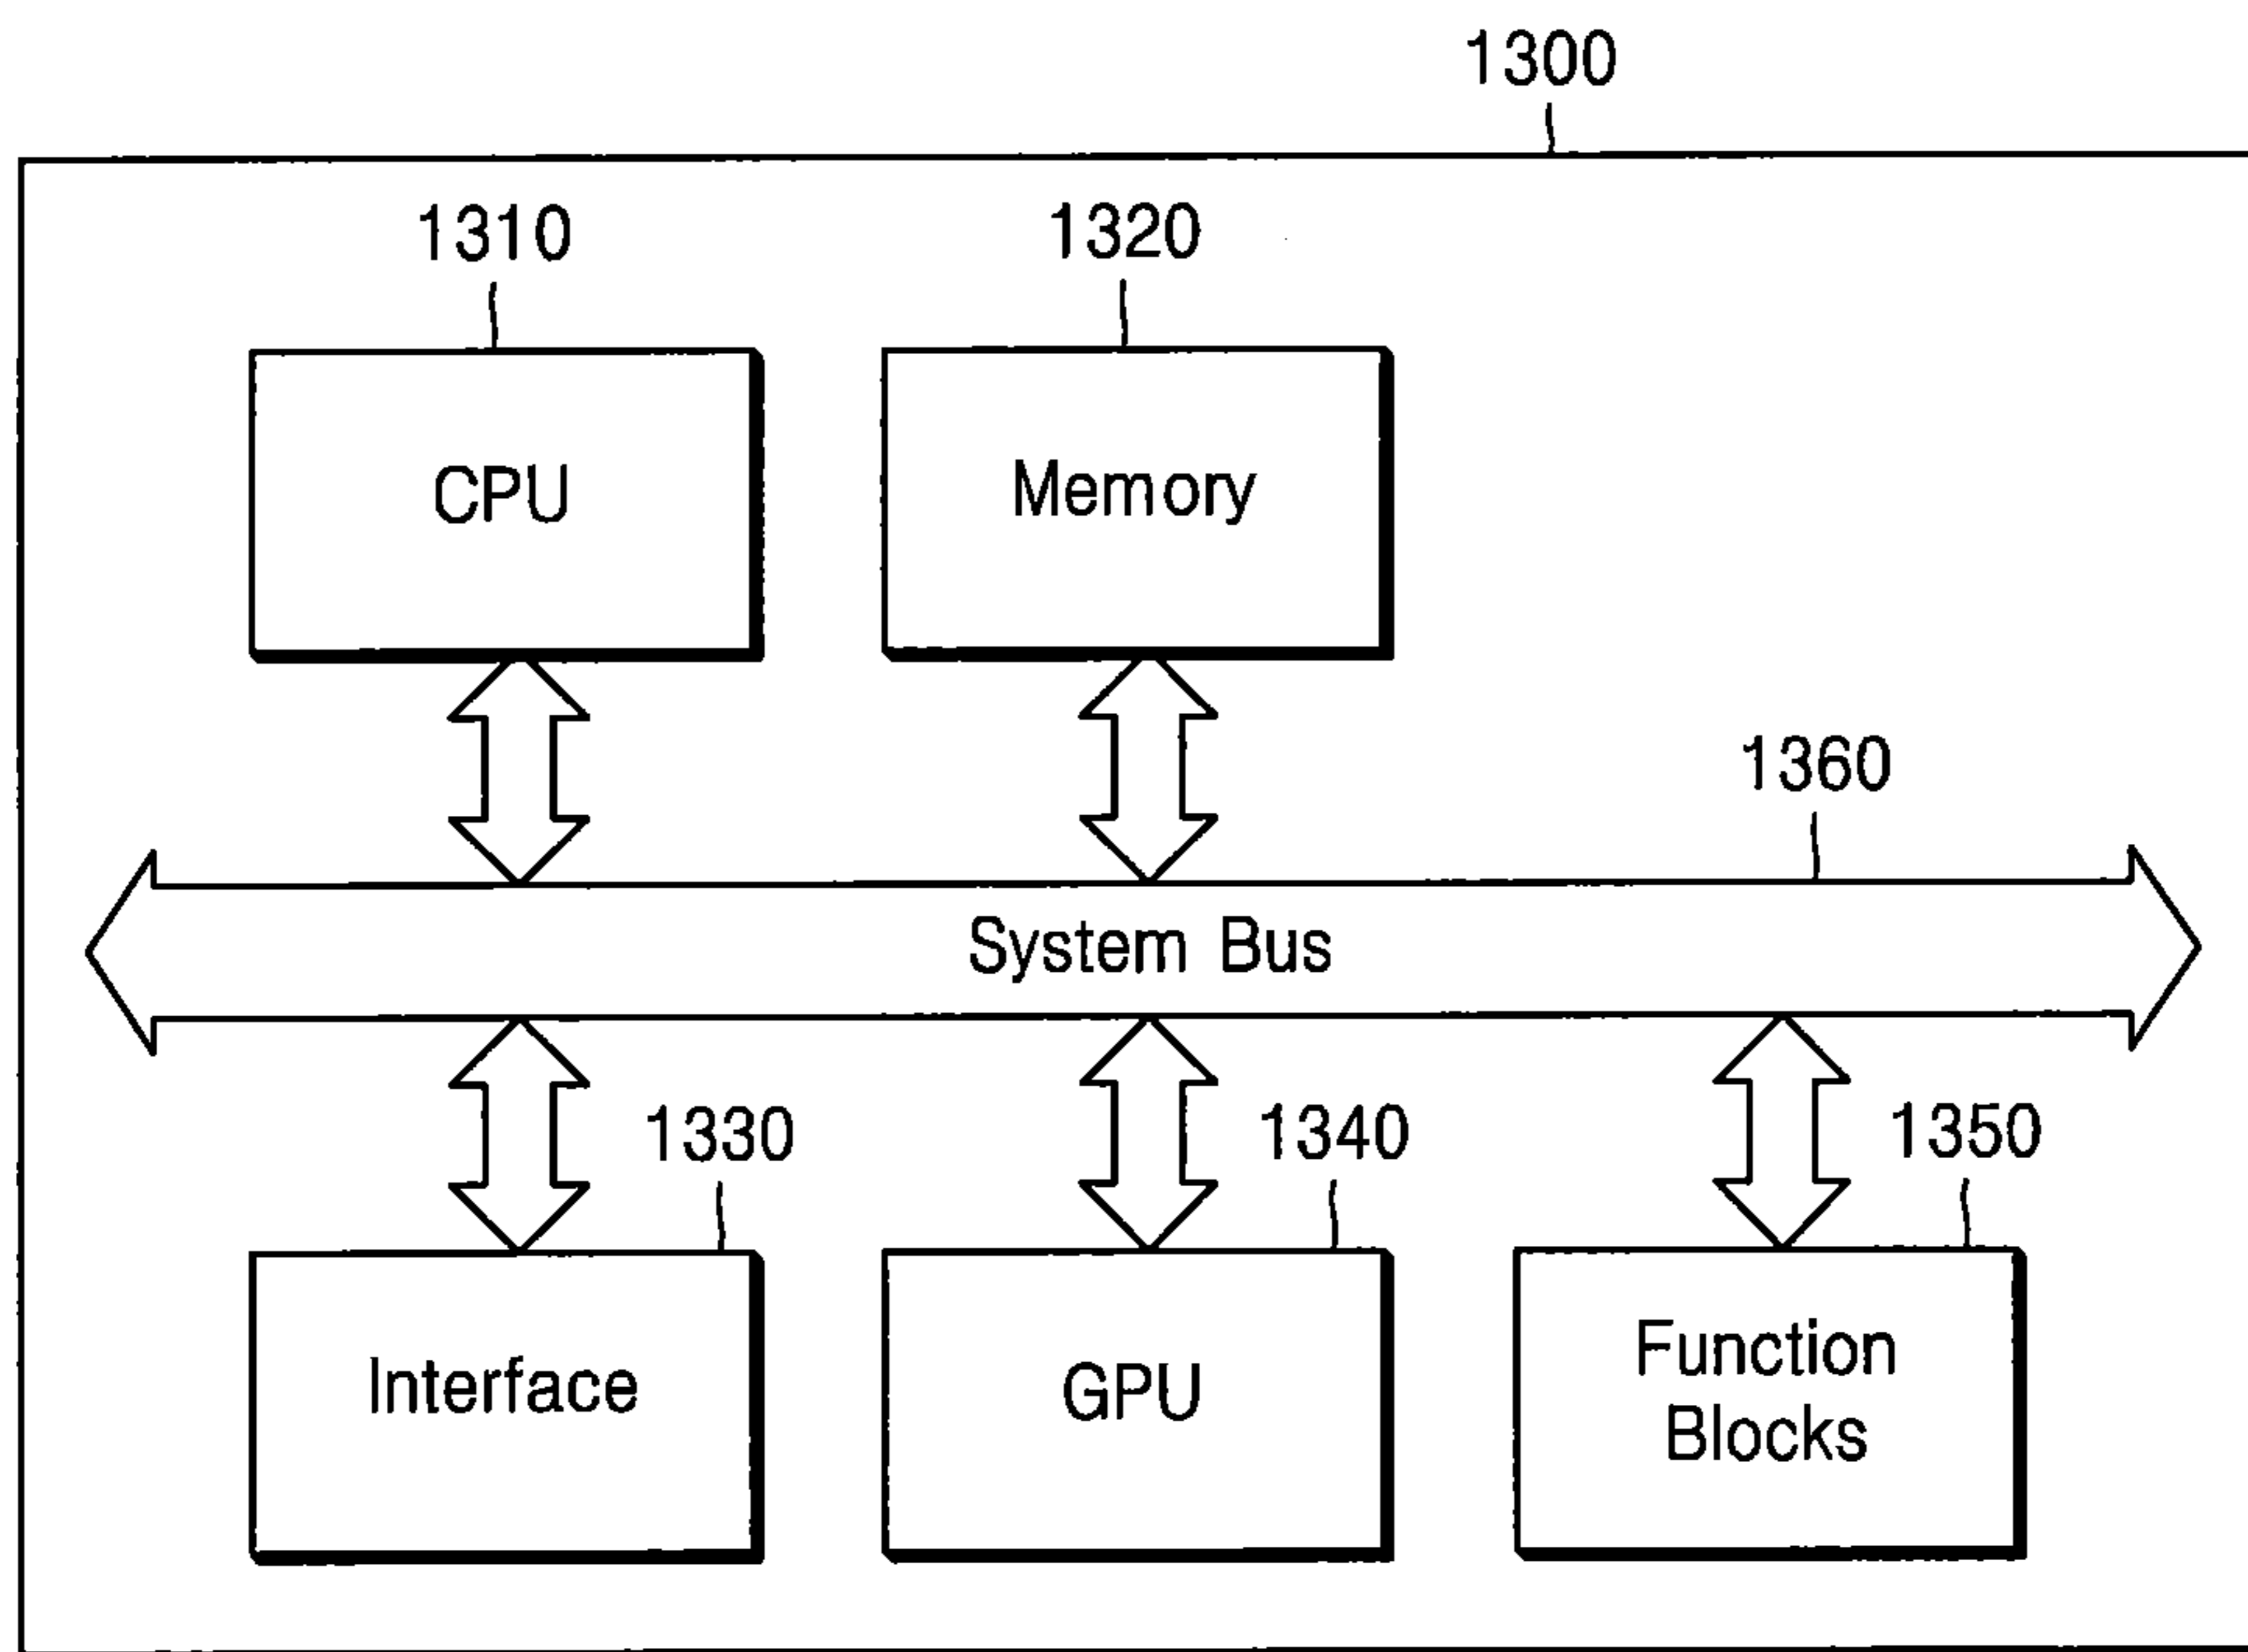 1300
1310
1320
CPU
Memory
1360
System Bus
1330
1340
1350
Interface
GPU
Function
Blocks